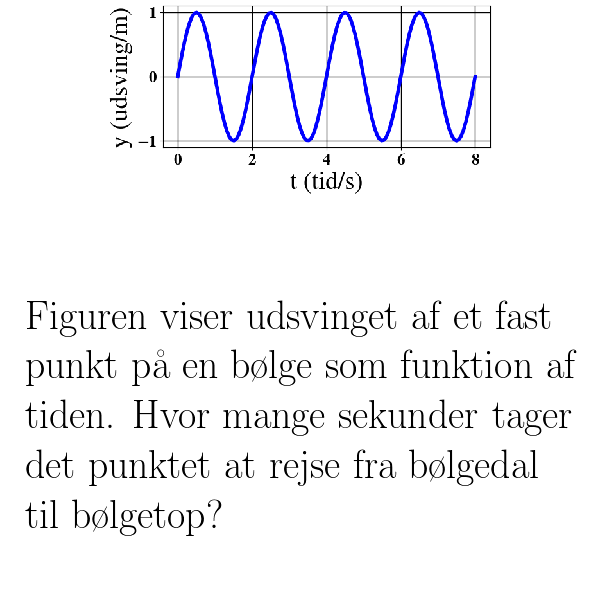 1
0
−1
y (udsving/m)
0 2 4 6 8
t (tid/s)
Figuren viser udsvinget af et fast
punkt på en bølge som funktion af
tiden. Hvor mange sekunder tager
det punktet at rejse fra bølgedal
til bølgetop?